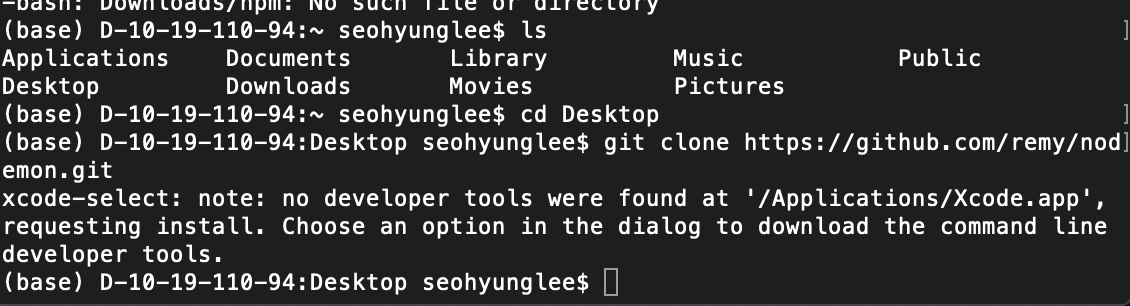 -bash: Downloads/npm: No such file or directory
(base) D-10-19-110-94:~ seohyunglee$ ls
Applications Documents Library Music Public
Desktop Downloads Movies Pictures
(base) D-10-19-110-94:~ seohyunglee$ cd Desktop
(base) D-10-19-110-94:Desktop seohyunglee$ git clone https://github.com/remy/nod
emon.git
xcode-select: note: no developer tools were found at '/Applications/Xcode.app',
requesting install. Choose an option in the dialog to download the command line
developer tools.
(base) D-10-19-110-94:Desktop seohyunglee$